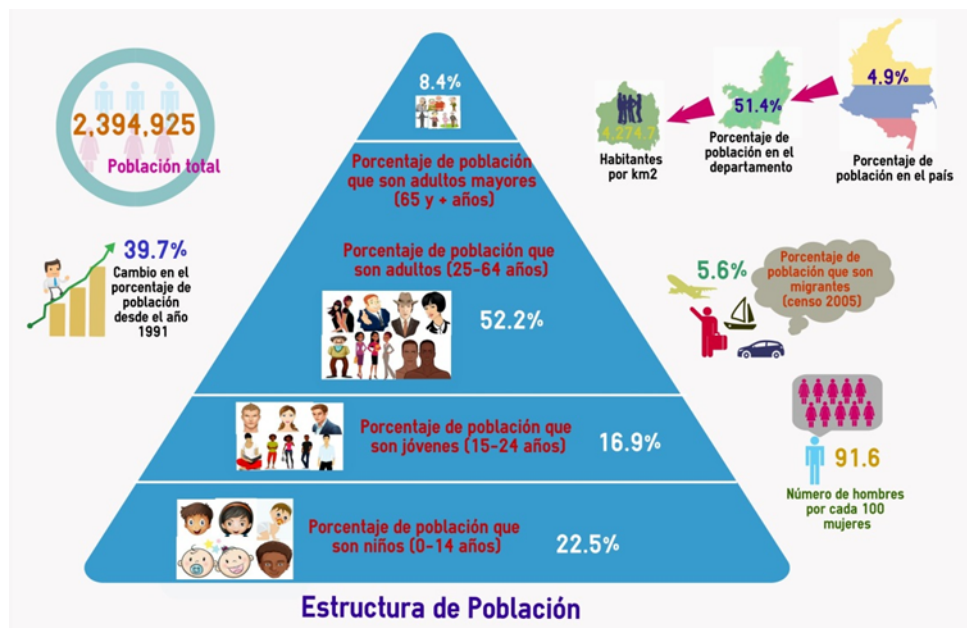 2,394,925
Población total
39.7%
Cambio en el
porcentaje de
población
desde el año
1991
8.4%
Porcentaje de población
que son adultos mayores
(65 y + años)
Porcentaje de población que
son adultos (25-64 años)
52.2%
Porcentaje de población que
son jóvenes (15-24 años)
16.9%
Porcentaje de población que
son niños (0-14 años)
22.5%
4,274.7
Habitantes
por km2
51.4%
Porcentaje de
población en el
departamento
4.9%
Porcentaje de
población en el país
5.6%
Porcentaje de
población que son
migrantes
(censo 2005)
91.6
Número de hombres
por cada 100
mujeres
Estructura de Población